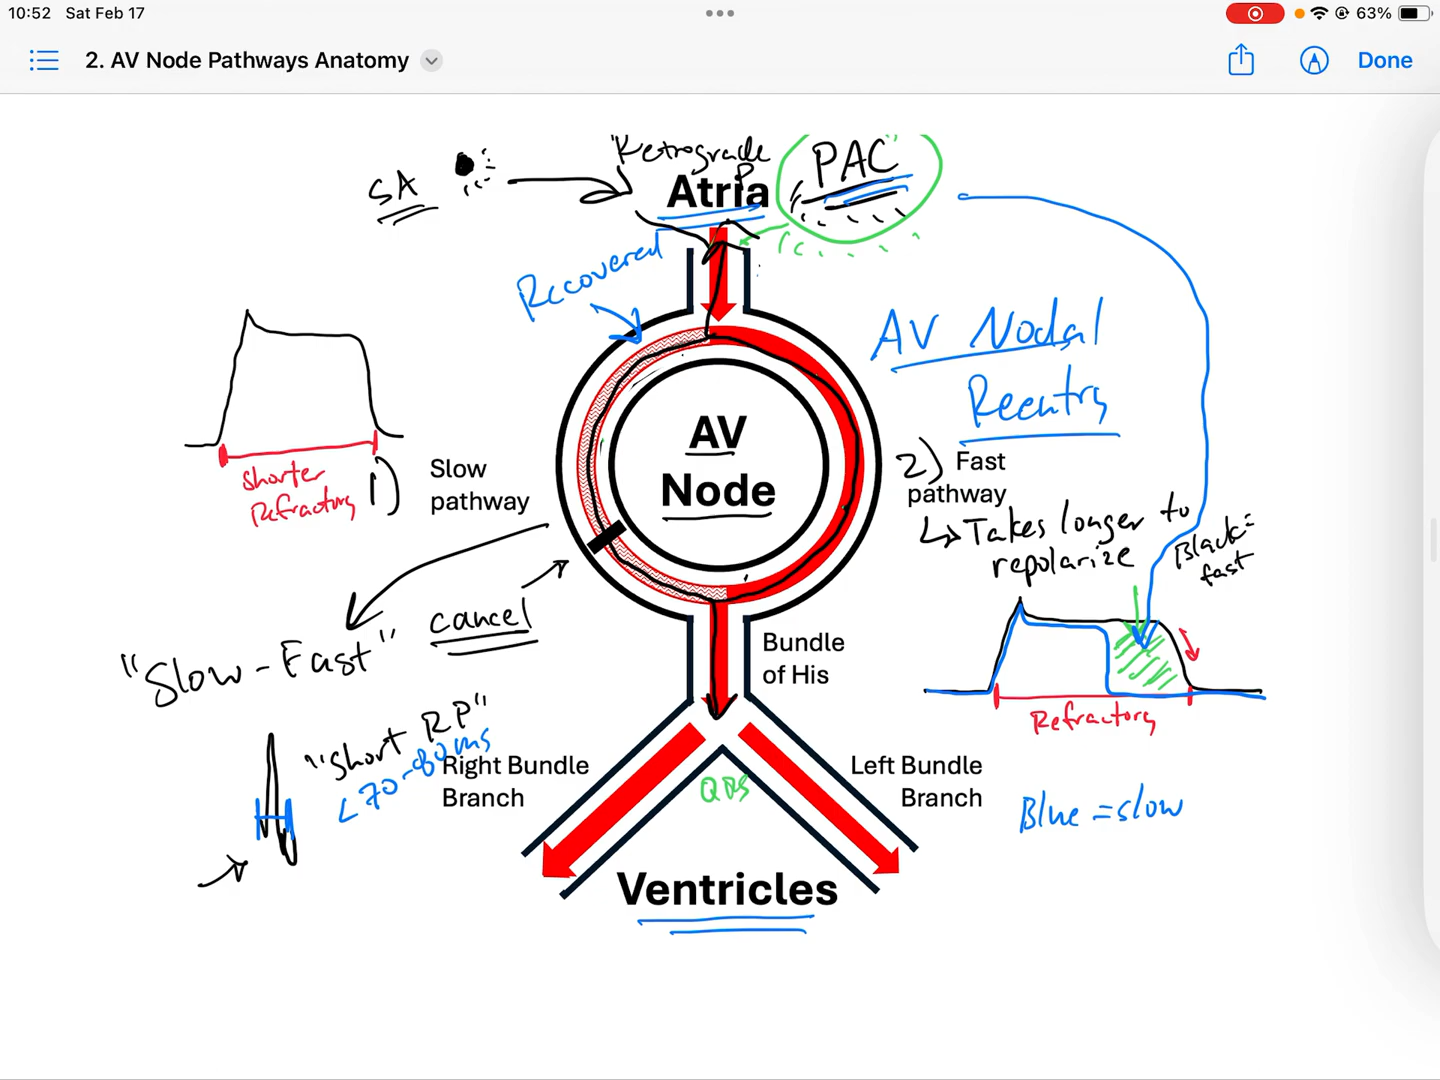 10:52 Sat Feb 17
63%
2. AV Node Pathways Anatomy
Done
SA
"Retrograde
P
Atria
PAC"
Recovered
AV Nodal
Reentry
AV
Node
Shorter
Refractory
1)
Slow
pathway
2) Fast
pathway
Takes longer to
repolarize
Black =
fast
"Slow-Fast"
cancel
Bundle
of His
Refractory
"Short RP"
<70-80ms
Right Bundle
Branch
QRS
Left Bundle
Branch
Blue = slow
Ventricles